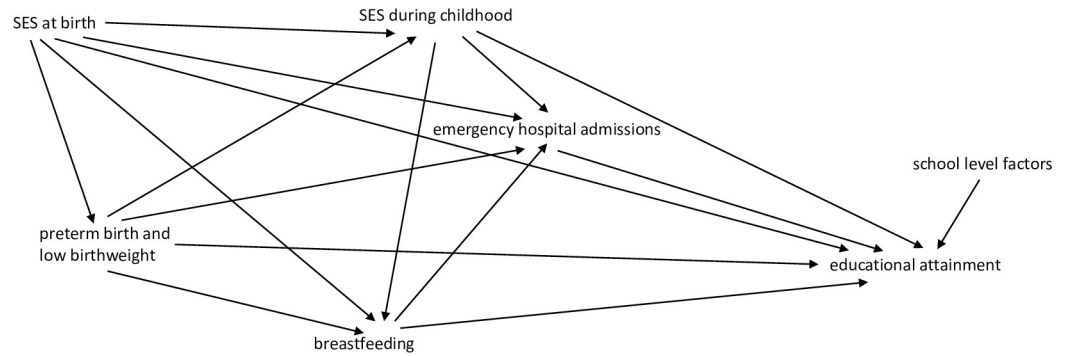 SES at birth
SES during childhood
emergency hospital admissions
school level factors
preterm birth and
low birthweight
educational attainment
breastfeeding